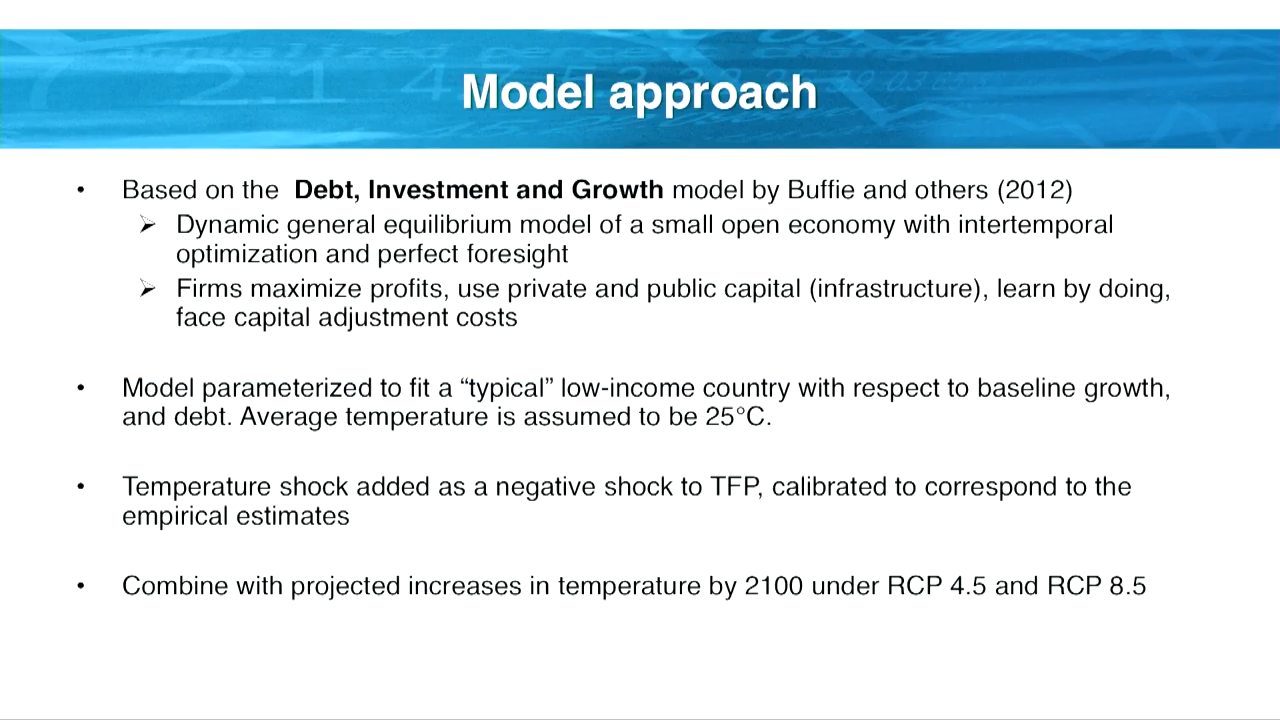 Model approach
• Based on the Debt, Investment and Growth model by Buffie and others (2012)
➢ Dynamic general equilibrium model of a small open economy with intertemporal
optimization and perfect foresight
➢ Firms maximize profits, use private and public capital (infrastructure), learn by doing,
face capital adjustment costs
• Model parameterized to fit a “typical” low-income country with respect to baseline growth,
and debt. Average temperature is assumed to be 25°C.
• Temperature shock added as a negative shock to TFP, calibrated to correspond to the
empirical estimates
• Combine with projected increases in temperature by 2100 under RCP 4.5 and RCP 8.5